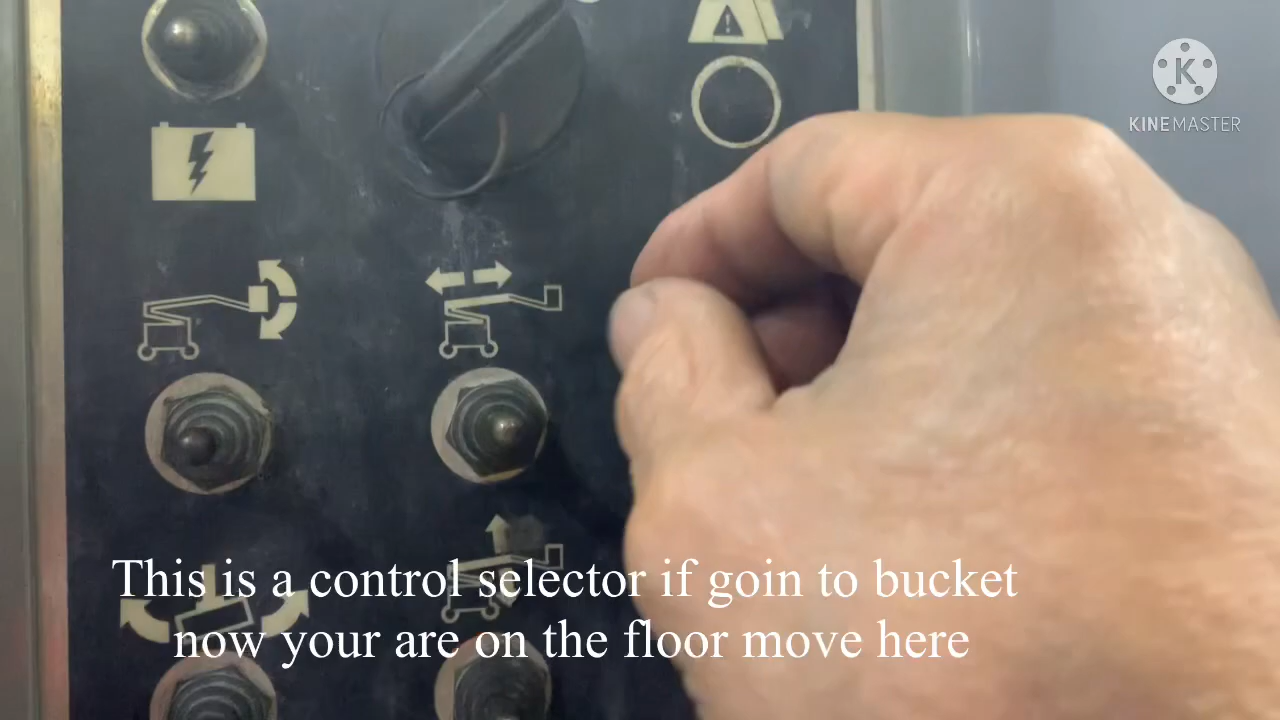 K
KINEMASTER
This is a control selector if goin to bucket
now your are on the floor move here